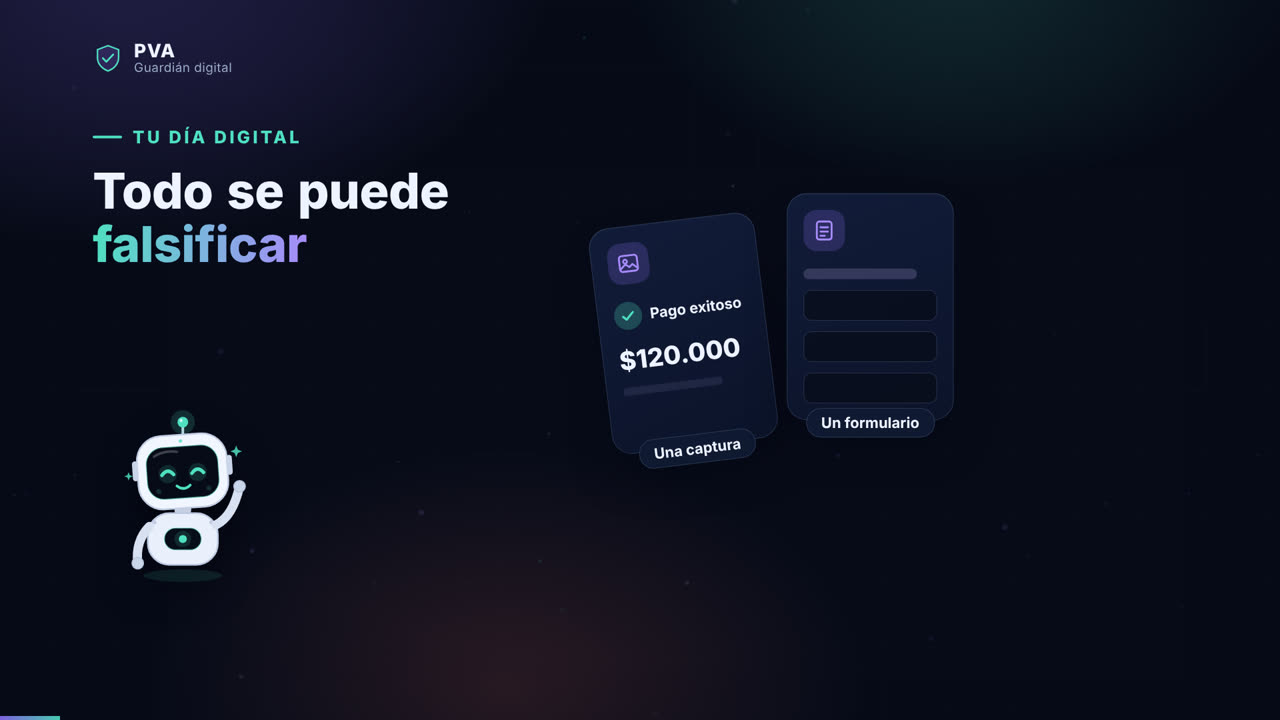 PVA
Guardián digital
TU DÍA DIGITAL
Todo se puede
falsificar
Pago exitoso
$120.000
Una captura
Un formulario